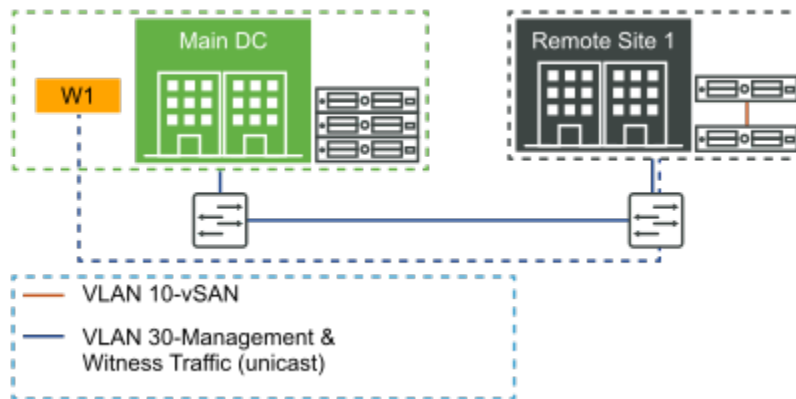 Main DC
Remote Site 1
W1
VLAN 10-vSAN
VLAN 30-Management &
Witness Traffic (unicast)